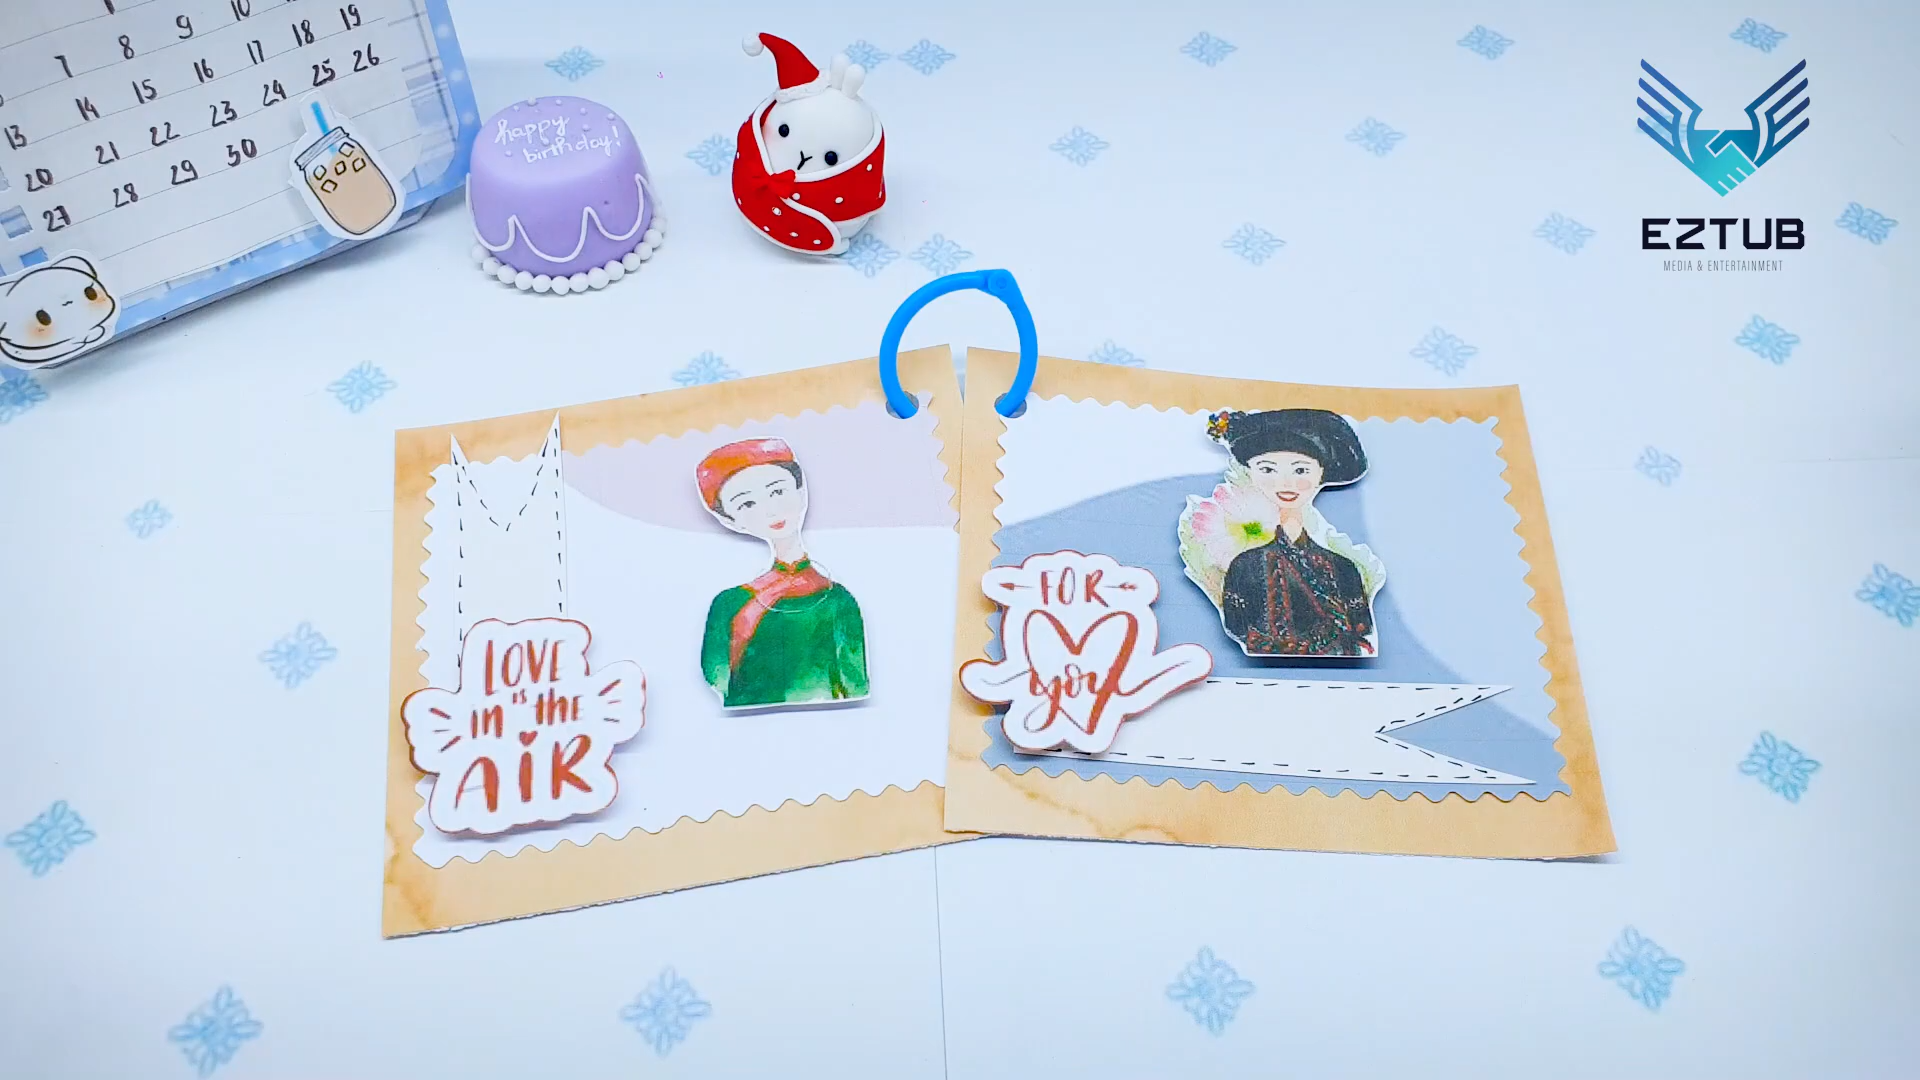 7 8 9 10
13 14 15 16 17 18 19
20 21 22 23 24 25 26
27 28 29 30
happy
birthday!
EZTUB
MEDIA & ENTERTAINMENT
LOVE
in is the
AiR
FOR
you